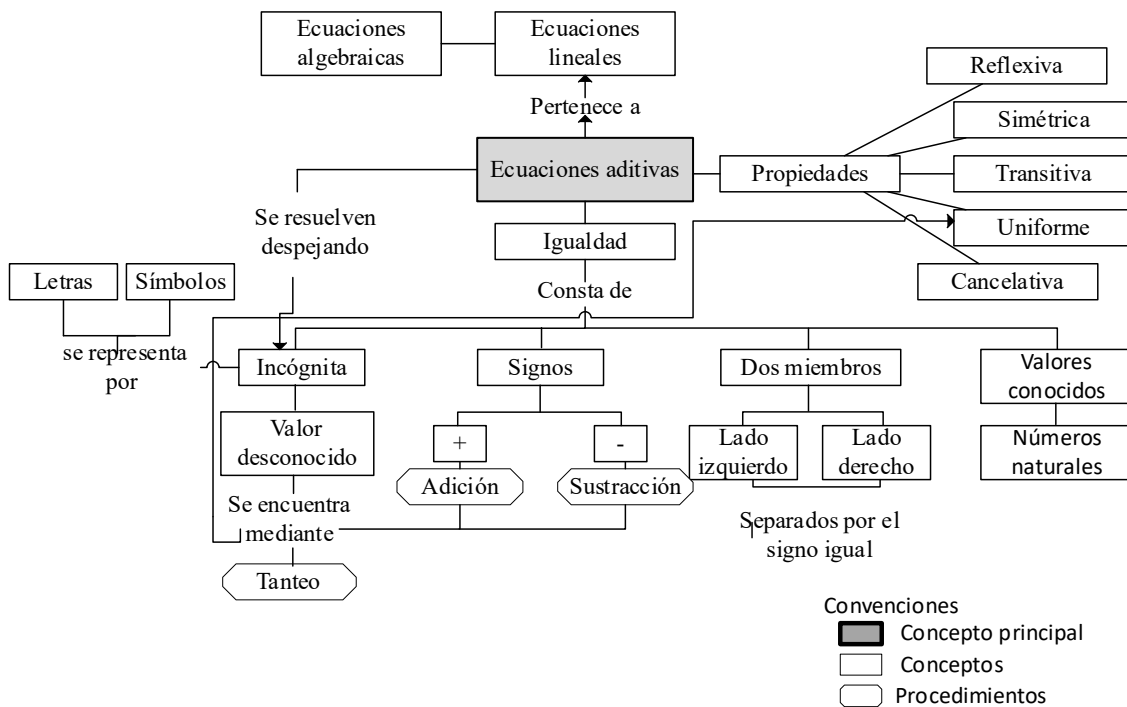 Ecuaciones
algebraicas
Ecuaciones
lineales
Pertenece a
Ecuaciones aditivas
Propiedades
Reflexiva
Simétrica
Transitiva
Uniforme
Cancelativa
Se resuelven
despejando
Igualdad
Consta de
Letras
Símbolos
se representa
por
Incógnita
Signos
Dos miembros
Valores
conocidos
Valor
desconocido
+
-
Lado
izquierdo
Lado
derecho
Números
naturales
Adición
Sustracción
Se encuentra
mediante
Separados por el
signo igual
Tanteo
Convenciones
Concepto principal
Conceptos
Procedimientos